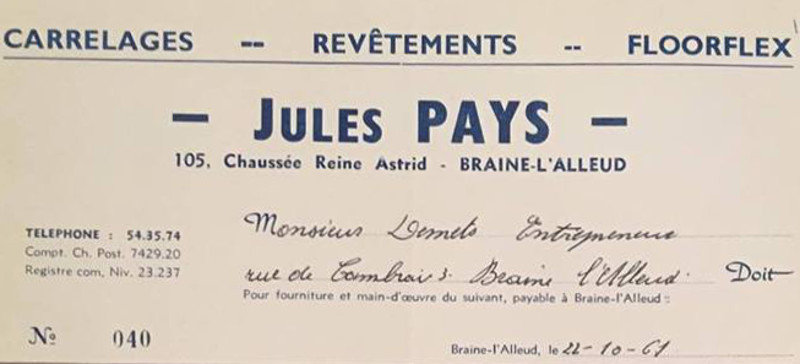 CARRELAGES -- REVÊTEMENTS -- FLOORFLEX
— JULES PAYS —
105, Chaussée Reine Astrid - BRAINE-L'ALLEUD
TELEPHONE : 54.35.74
Compt. Ch. Post. 7429.20
Registre com, Niv. 23.237
Monsieur Demets Entrepreneur
rue de Cambrai 3. Braine l'Alleud. Doit
Pour fourniture et main-d'œuvre du suivant, payable à Braine-l'Alleud :
No 040
Braine-l'Alleud, le 22-10-61